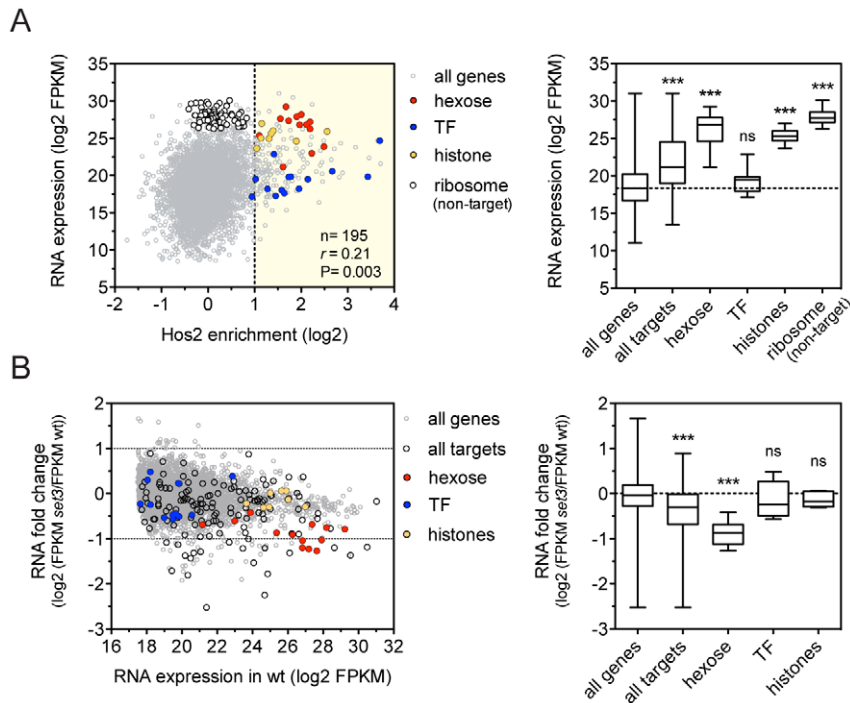 A
RNA expression (log2 FPKM)
35
30
25
20
15
10
5
-2
-1
0
1
2
3
4
Hos2 enrichment (log2)
n= 195
r = 0.21
P= 0.003
all genes
hexose
TF
histone
ribosome
(non-target)
RNA expression (log2 FPKM)
35
30
25
20
15
10
5
***
***
ns
***
***
all genes
all targets
hexose
TF
histones
ribosome
(non-target)
B
RNA fold change
(log2 (FPKM set3/FPKM wt))
2
1
0
-1
-2
-3
16
18
20
22
24
26
28
30
32
RNA expression in wt (log2 FPKM)
all genes
all targets
hexose
TF
histones
RNA fold change
(log2 (FPKM set3/FPKM wt))
2
1
0
-1
-2
-3
***
***
ns
ns
all genes
all targets
hexose
TF
histones